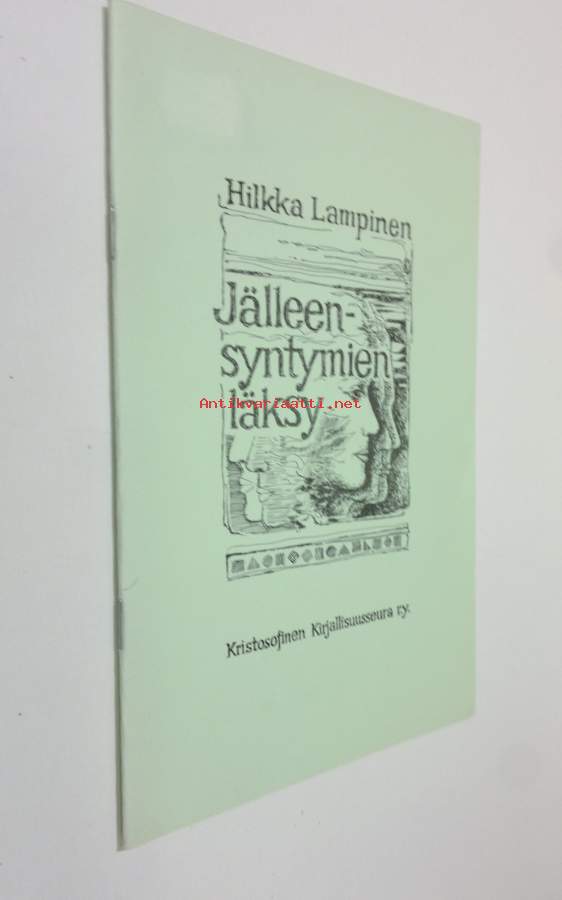 Hilkka Lampinen
Jälleen-
syntymien
läksy
Antikvariaatti.net
Kristosofinen Kirjallisuusseura r.y.